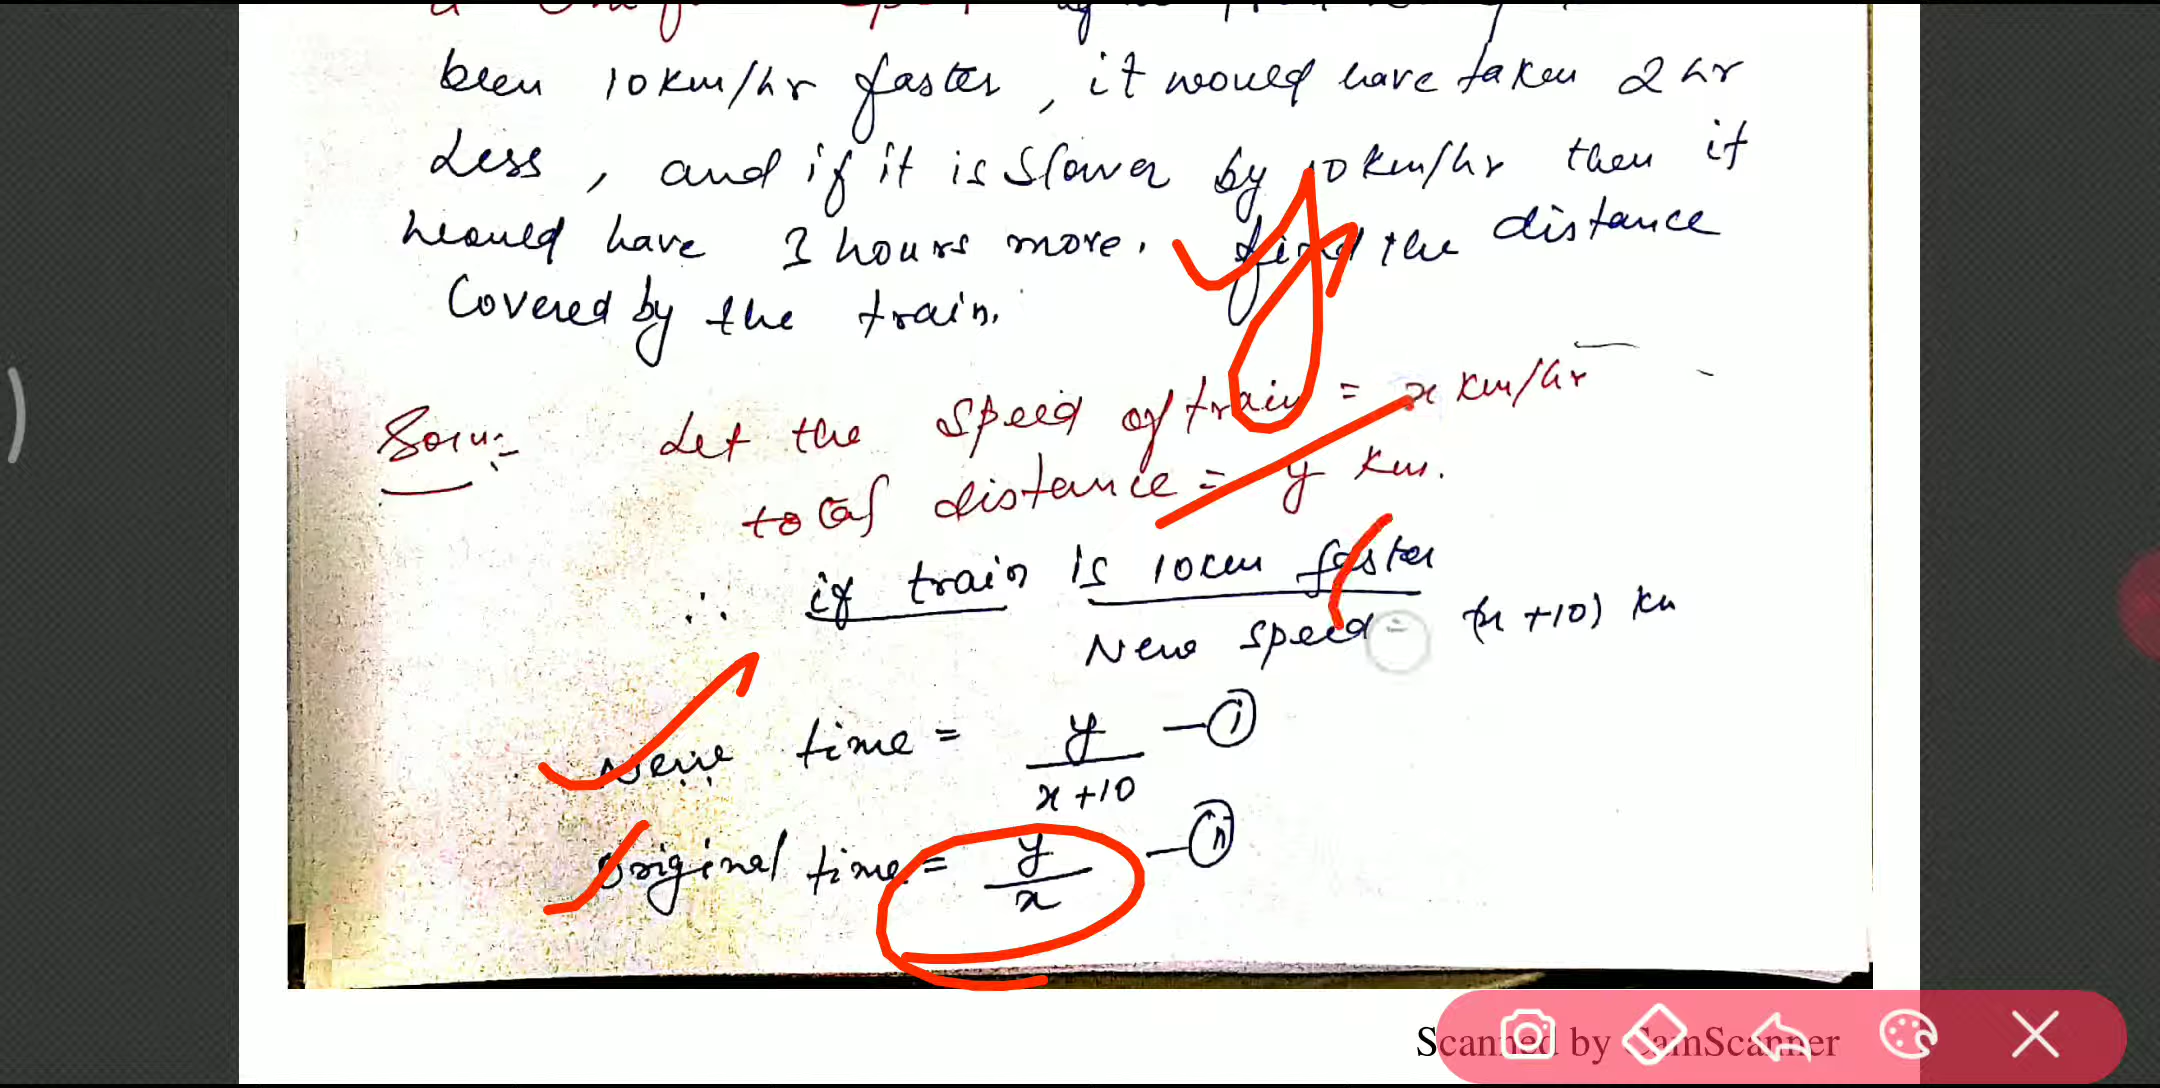 been 10km/hr faster, it would have taken 2 hr
Less, and if it is Slower by 10km/hr then it
would have 3 hours more. find the distance
Covered by the train.
Soln:- Let the Speed of train = x km/hr
total distance = y km.
∴ if train is 10km faster
New speed = (x+10) km
New time = y/x+10 —(i)
Original time = y/x —(ii)
Scanned by CamScanner